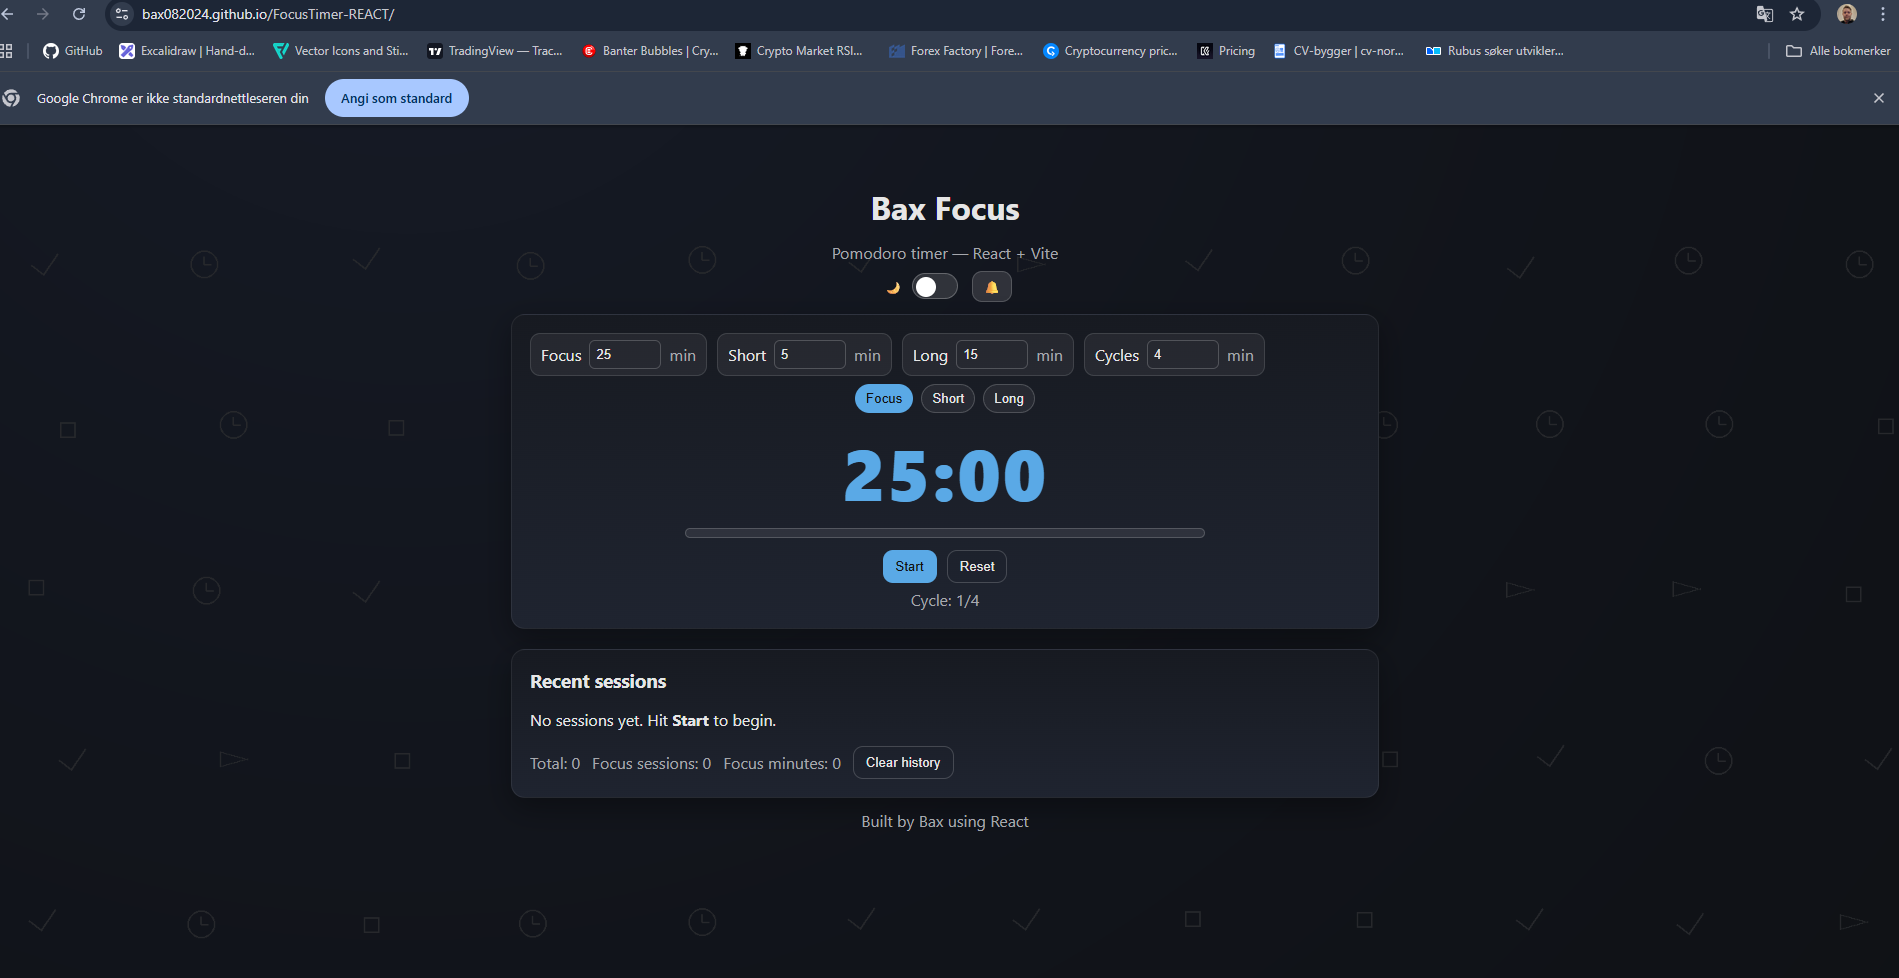 bax082024.github.io/FocusTimer-REACT/
GitHub Excalidraw | Hand-d... Vector Icons and Sti... TradingView — Trac... Banter Bubbles | Cry... Crypto Market RSI... Forex Factory | Fore... Cryptocurrency pric... Pricing CV-bygger | cv-nor... Rubus søker utvikler... Alle bokmerker
Google Chrome er ikke standardnettleseren din Angi som standard
Bax Focus
Pomodoro timer — React + Vite
Focus 25 min Short 5 min Long 15 min Cycles 4 min
Focus Short Long
25:00
Start Reset
Cycle: 1/4
Recent sessions
No sessions yet. Hit Start to begin.
Total: 0 Focus sessions: 0 Focus minutes: 0 Clear history
Built by Bax using React